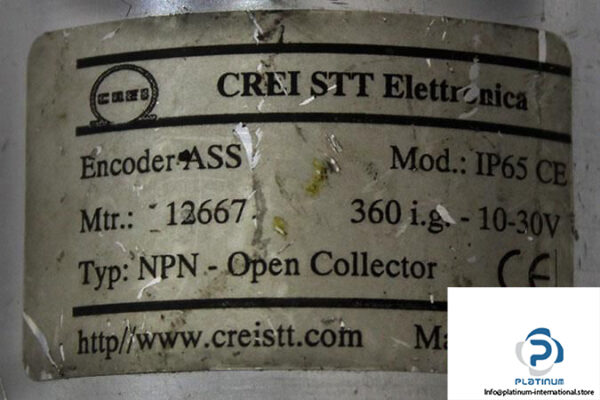 CREI
CREI STT Elettronica
Encoder ASS Mod.: IP65 CE
Mtr.: 12667 360 i.g. - 10-30V
Typ: NPN - Open Collector CE
http//www.creistt.com
PLATINUM
Info@platinum-international.store